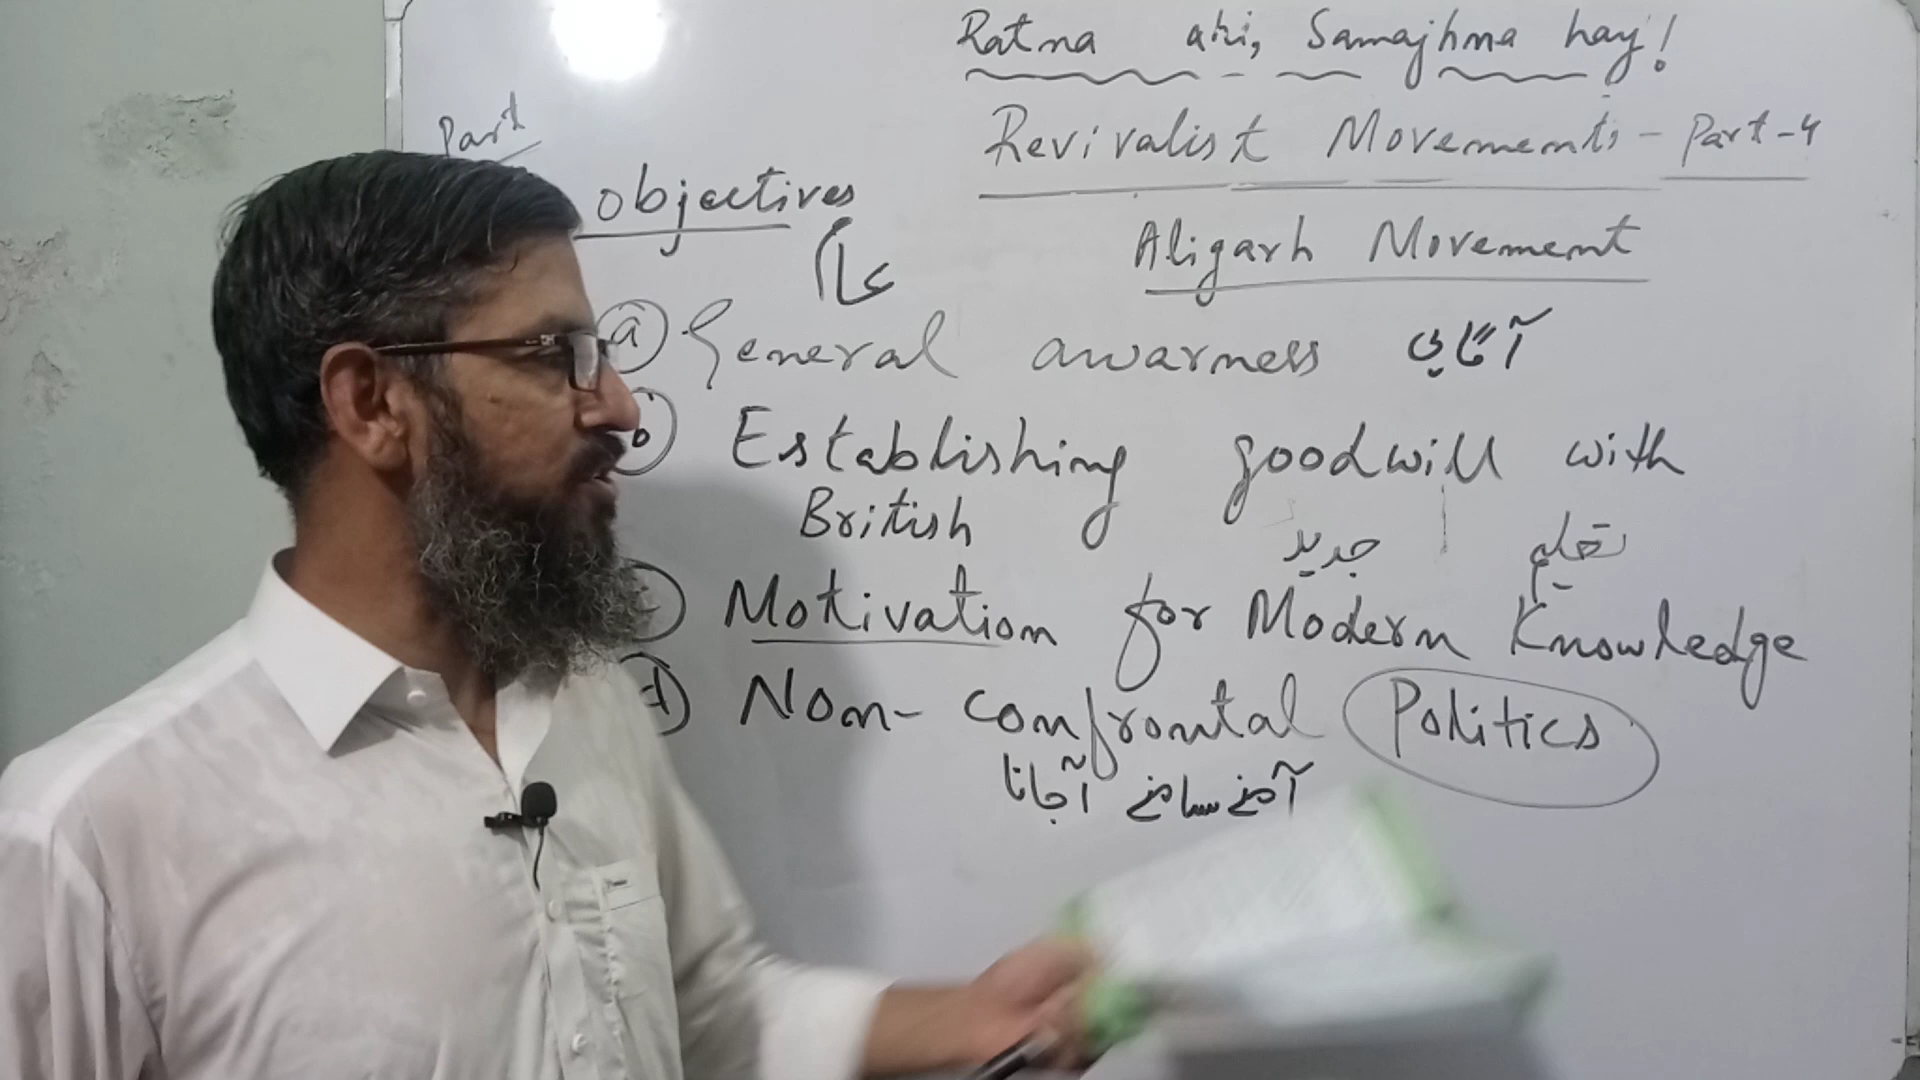 Ratna ahi, Samajhna hay!
Revivalist Movements - Part-4
Part
objectives
Aligarh Movement
عام
a General awarness آگاہی
b Establishing goodwill with
British
جدید تعلیم
Motivation for Modern Knowledge
d Non-confrontal Politics
آمنے سامنے آجانا